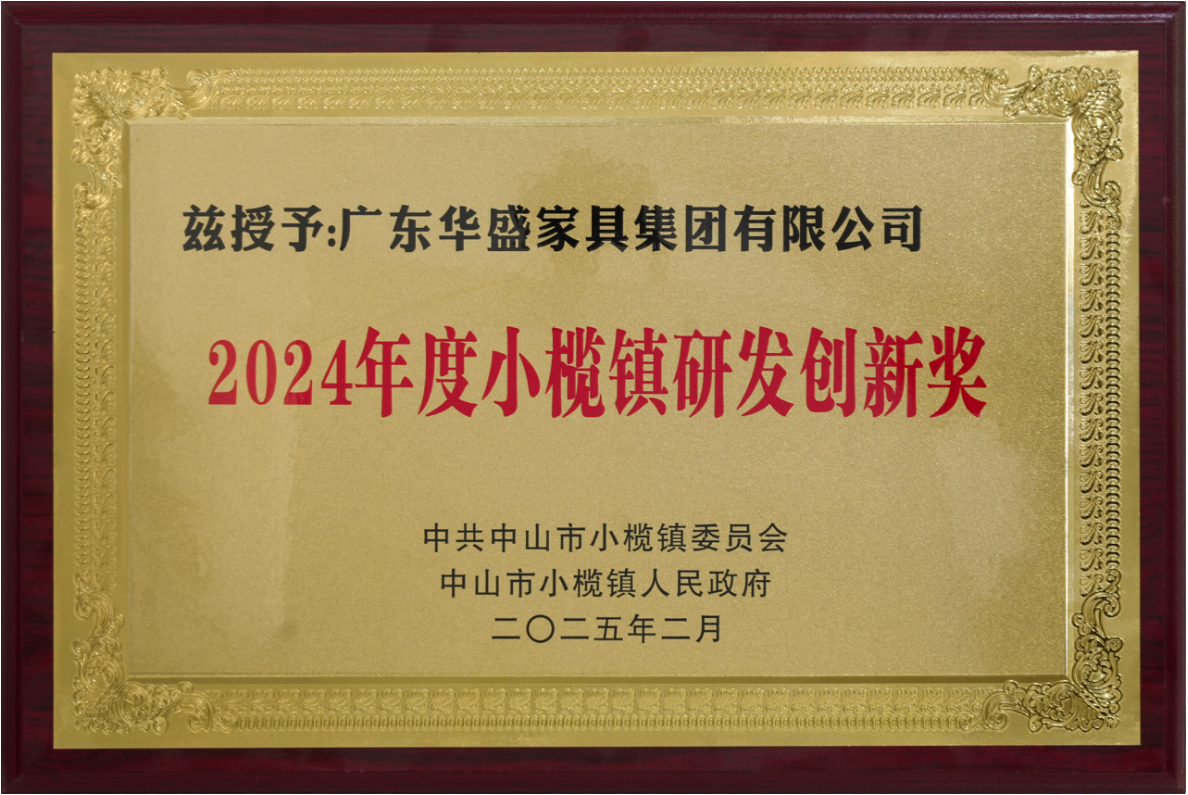 兹授予:广东华盛家具集团有限公司
2024年度小榄镇研发创新奖
中共中山市小榄镇委员会
中山市小榄镇人民政府
二〇二五年二月